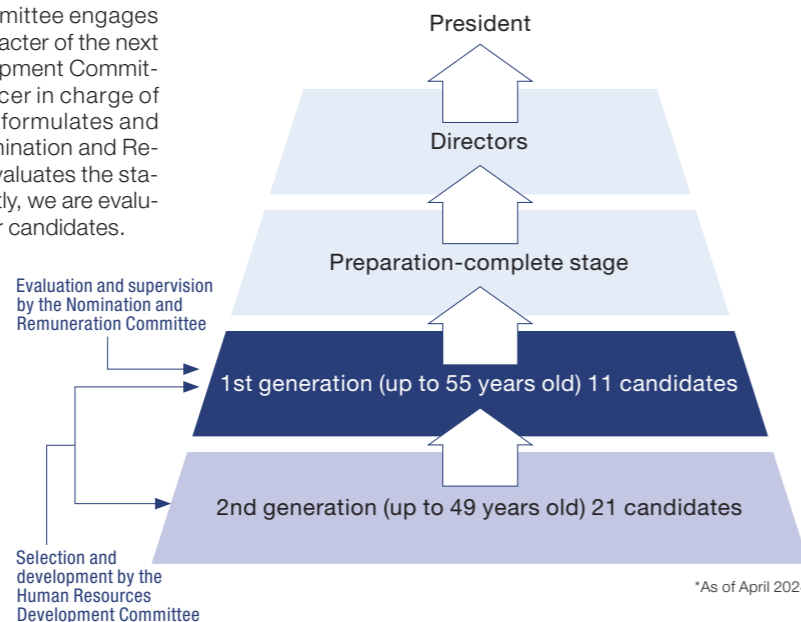 mittee engages
acter of the next
opment Commit-
cer in charge of
formulates and
mination and Re-
valuates the sta-
tly, we are evalu-
r candidates.
President
Directors
Preparation-complete stage
Evaluation and supervision
by the Nomination and
Remuneration Committee
1st generation (up to 55 years old) 11 candidates
2nd generation (up to 49 years old) 21 candidates
Selection and
development by the
Human Resources
Development Committee
*As of April 202